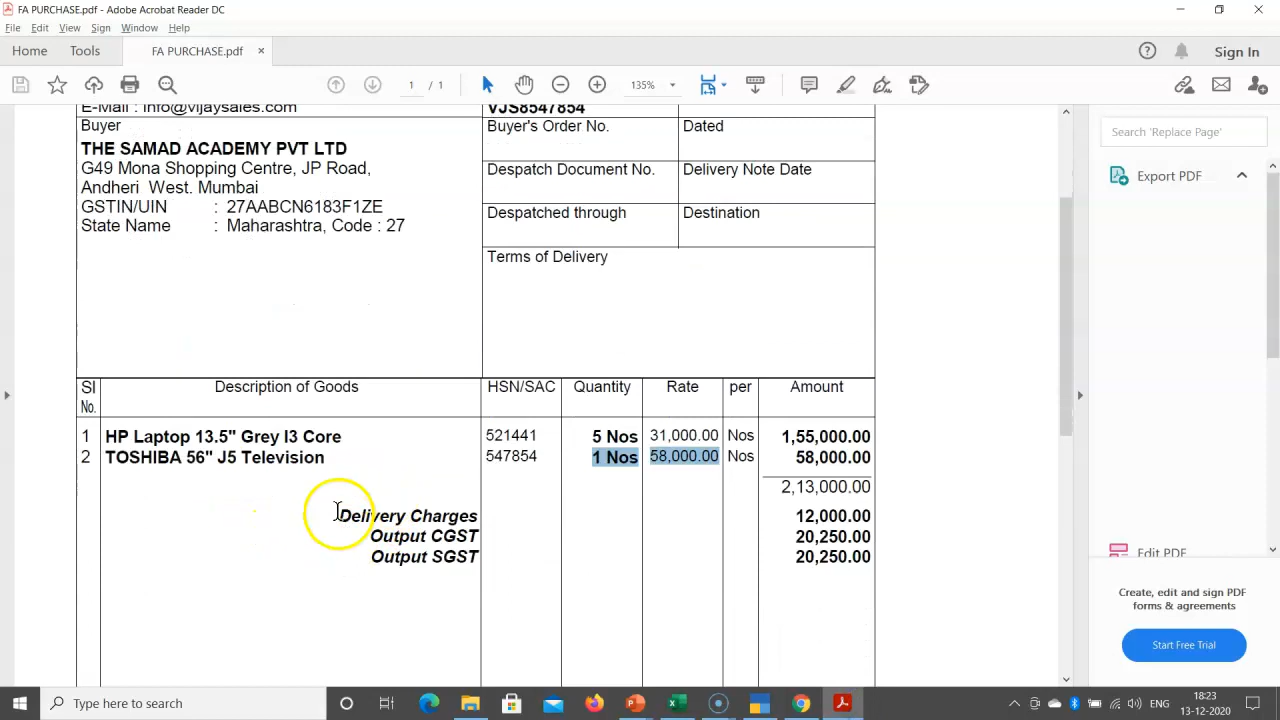 FA PURCHASE.pdf - Adobe Acrobat Reader DC
File Edit View Sign Window Help
Home Tools FA PURCHASE.pdf × Sign In
1 / 1 135%
E-Mail : info@vijaysales.com VJS8547854
Buyer Buyer's Order No. Dated
THE SAMAD ACADEMY PVT LTD
G49 Mona Shopping Centre, JP Road, Despatch Document No. Delivery Note Date
Andheri West. Mumbai
GSTIN/UIN : 27AABCN6183F1ZE Despatched through Destination
State Name : Maharashtra, Code : 27
Terms of Delivery
Sl No. Description of Goods HSN/SAC Quantity Rate per Amount
1 HP Laptop 13.5" Grey I3 Core 521441 5 Nos 31,000.00 Nos 1,55,000.00
2 TOSHIBA 56" J5 Television 547854 1 Nos 58,000.00 Nos 58,000.00
2,13,000.00
Delivery Charges 12,000.00
Output CGST 20,250.00
Output SGST 20,250.00
Search 'Replace Page'
Export PDF
Edit PDF
Create, edit and sign PDF
forms & agreements
Start Free Trial
Type here to search
ENG
18:23
13-12-2020